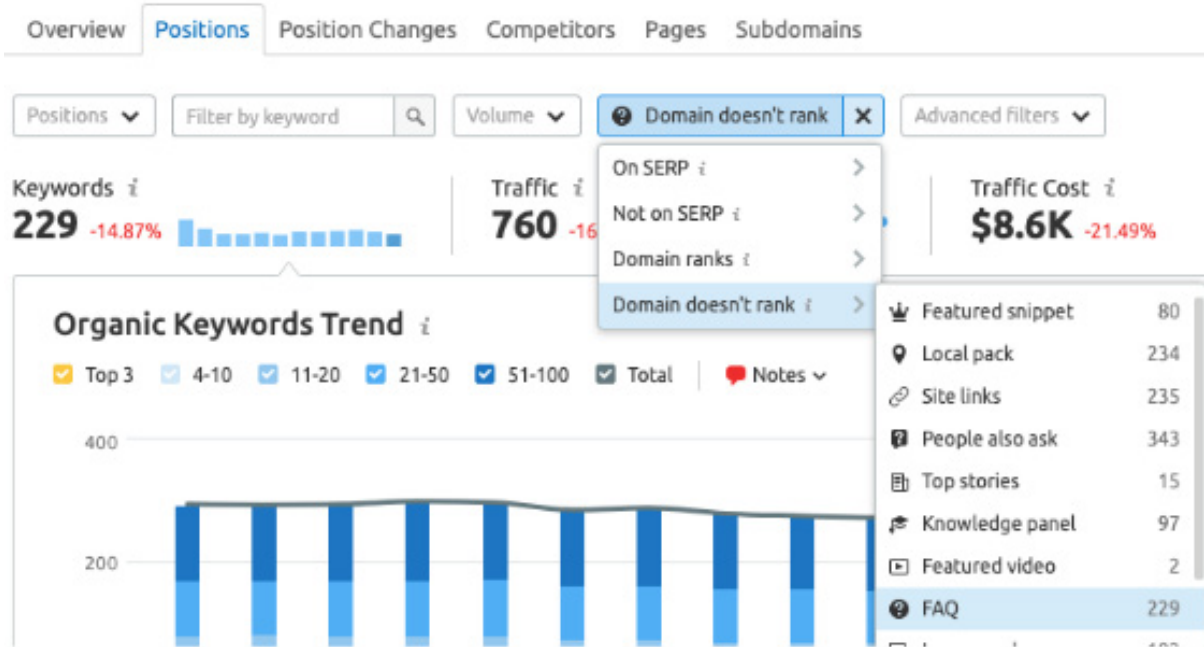 Overview Positions Position Changes Competitors Pages Subdomains
Positions Filter by keyword Volume Domain doesn't rank Advanced filters
Keywords i
229 -14.87%
Traffic i
760 -16
Traffic Cost i
$8.6K -21.49%
On SERP i
Not on SERP i
Domain ranks i
Domain doesn't rank i
Featured snippet 80
Local pack 234
Site links 235
People also ask 343
Top stories 15
Knowledge panel 97
Featured video 2
FAQ 229
Organic Keywords Trend i
Top 3 4-10 11-20 21-50 51-100 Total Notes
400
200